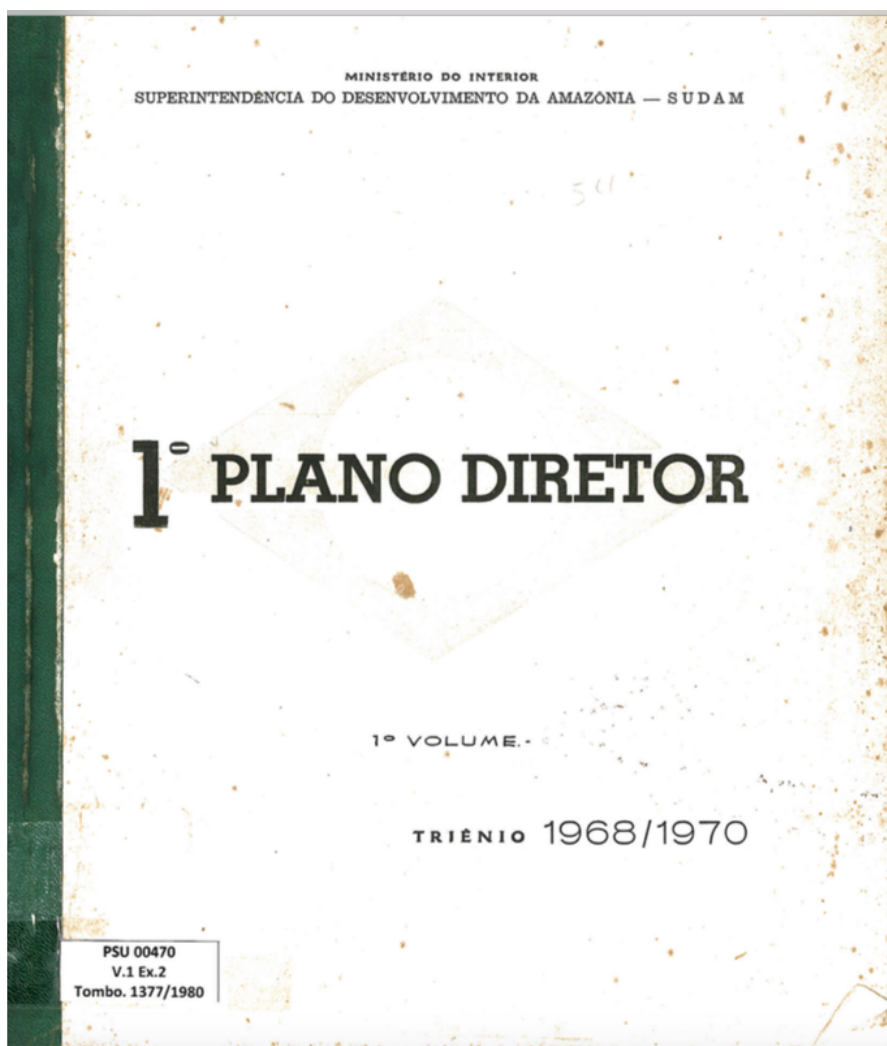 MINISTÉRIO DO INTERIOR
SUPERINTENDÊNCIA DO DESENVOLVIMENTO DA AMAZÔNIA — SUDAM
1º PLANO DIRETOR
1º VOLUME.-
TRIÊNIO 1968/1970
PSU 00470
V.1 Ex.2
Tombo. 1377/1980